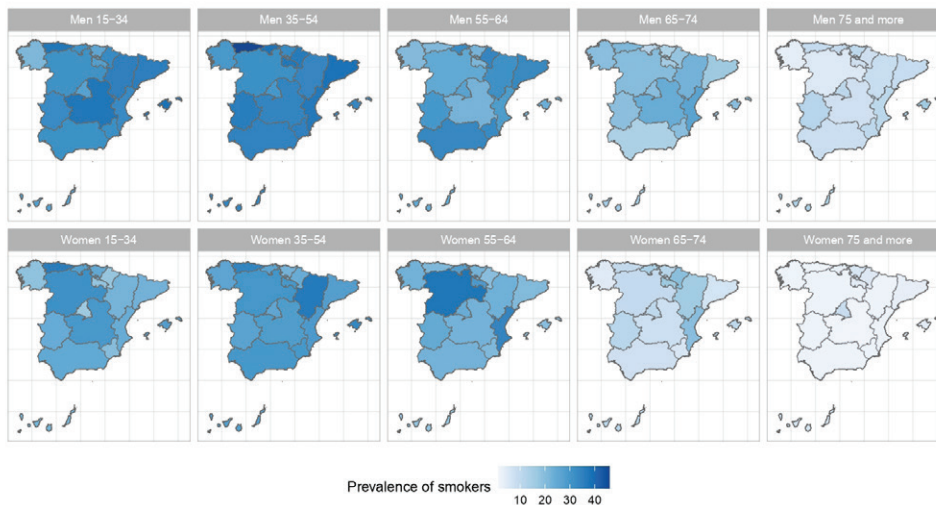 Men 15−34
Men 35−54
Men 55−64
Men 65−74
Men 75 and more
Women 15−34
Women 35−54
Women 55−64
Women 65−74
Women 75 and more
Prevalence of smokers
10 20 30 40